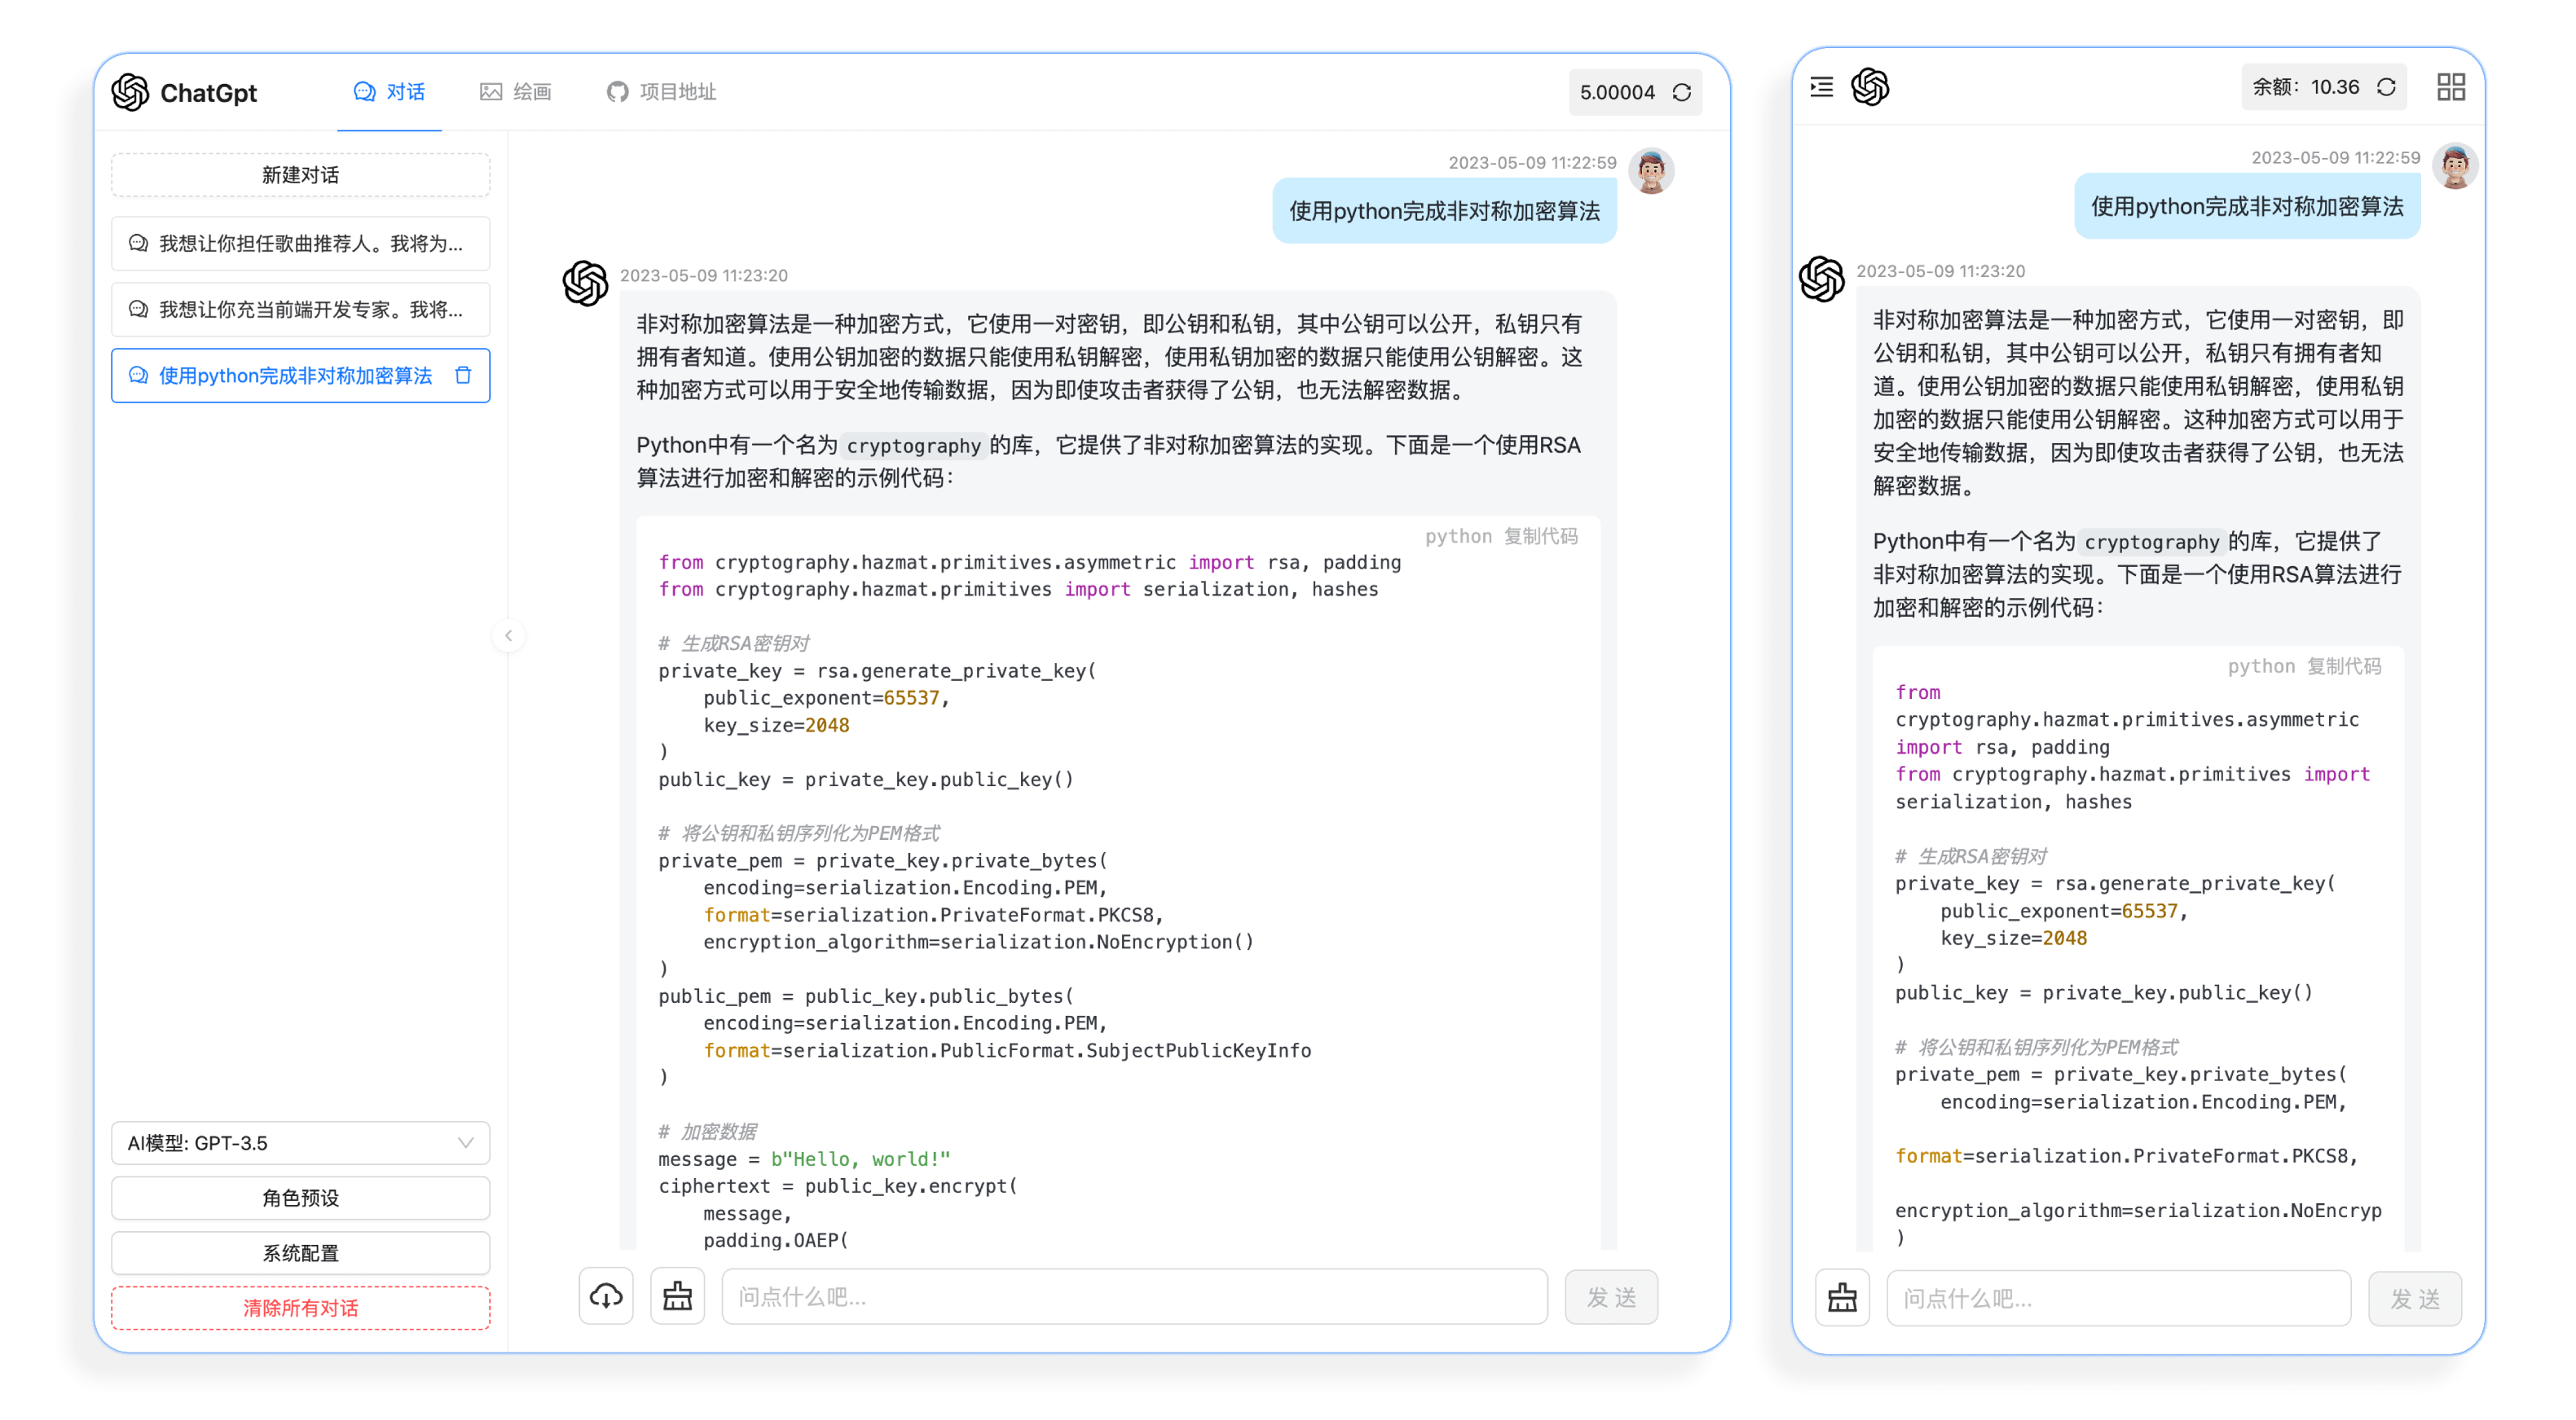 ChatGpt
对话
绘画
项目地址
5.00004
新建对话
我想让你担任歌曲推荐人。我将为...
我想让你充当前端开发专家。我将...
使用python完成非对称加密算法
AI模型: GPT-3.5
角色预设
系统配置
清除所有对话
2023-05-09 11:22:59
使用python完成非对称加密算法
2023-05-09 11:23:20
非对称加密算法是一种加密方式，它使用一对密钥，即公钥和私钥，其中公钥可以公开，私钥只有
拥有者知道。使用公钥加密的数据只能使用私钥解密，使用私钥加密的数据只能使用公钥解密。这
种加密方式可以用于安全地传输数据，因为即使攻击者获得了公钥，也无法解密数据。
Python中有一个名为 cryptography 的库，它提供了非对称加密算法的实现。下面是一个使用RSA
算法进行加密和解密的示例代码：
python 复制代码
from cryptography.hazmat.primitives.asymmetric import rsa, padding
from cryptography.hazmat.primitives import serialization, hashes
# 生成RSA密钥对
private_key = rsa.generate_private_key(
    public_exponent=65537,
    key_size=2048
)
public_key = private_key.public_key()
# 将公钥和私钥序列化为PEM格式
private_pem = private_key.private_bytes(
    encoding=serialization.Encoding.PEM,
    format=serialization.PrivateFormat.PKCS8,
    encryption_algorithm=serialization.NoEncryption()
)
public_pem = public_key.public_bytes(
    encoding=serialization.Encoding.PEM,
    format=serialization.PublicFormat.SubjectPublicKeyInfo
)
# 加密数据
message = b"Hello, world!"
ciphertext = public_key.encrypt(
    message,
    padding.OAEP(
问点什么吧...
发 送
余额：10.36
2023-05-09 11:22:59
使用python完成非对称加密算法
2023-05-09 11:23:20
非对称加密算法是一种加密方式，它使用一对密钥，即
公钥和私钥，其中公钥可以公开，私钥只有拥有者知
道。使用公钥加密的数据只能使用私钥解密，使用私钥
加密的数据只能使用公钥解密。这种加密方式可以用于
安全地传输数据，因为即使攻击者获得了公钥，也无法
解密数据。
Python中有一个名为 cryptography 的库，它提供了
非对称加密算法的实现。下面是一个使用RSA算法进行
加密和解密的示例代码：
python 复制代码
from
cryptography.hazmat.primitives.asymmetric
import rsa, padding
from cryptography.hazmat.primitives import
serialization, hashes
# 生成RSA密钥对
private_key = rsa.generate_private_key(
    public_exponent=65537,
    key_size=2048
)
public_key = private_key.public_key()
# 将公钥和私钥序列化为PEM格式
private_pem = private_key.private_bytes(
    encoding=serialization.Encoding.PEM,
format=serialization.PrivateFormat.PKCS8,
encryption_algorithm=serialization.NoEncryp
)
问点什么吧...
发 送